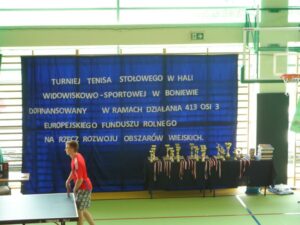 TURNIEJ TENISA STOŁOWEGO W HALI
WIDOWISKOWO-SPORTOWEJ W BONIEWIE
DOFINANSOWANY W RAMACH DZIAŁANIA 413 OSI 3
EUROPEJSKIEGO FUNDUSZU ROLNEGO
NA RZECZ ROZWOJU OBSZARÓW WIEJSKICH.